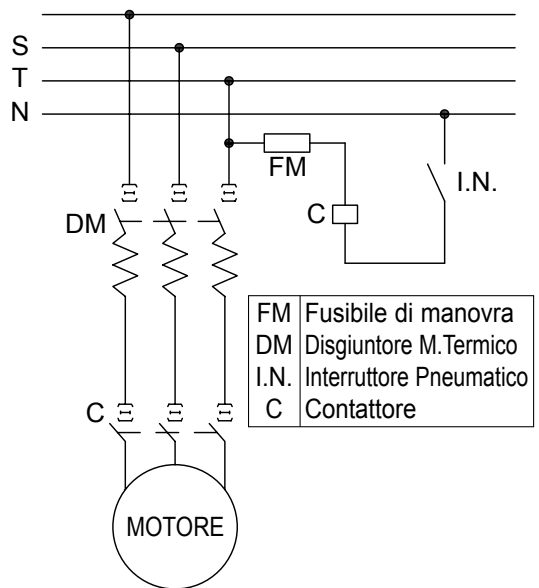 S
T
N
FM
I.N.
C
DM
FM Fusibile di manovra
DM Disgiuntore M.Termico
I.N. Interruttore Pneumatico
C Contattore
C
MOTORE